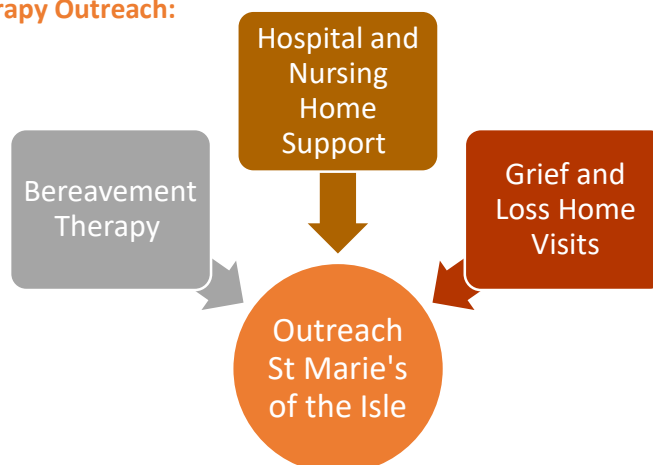 Outreach:
Hospital and
Nursing
Home
Support
Bereavement
Therapy
Grief and
Loss Home
Visits
Outreach
St Marie's
of the Isle